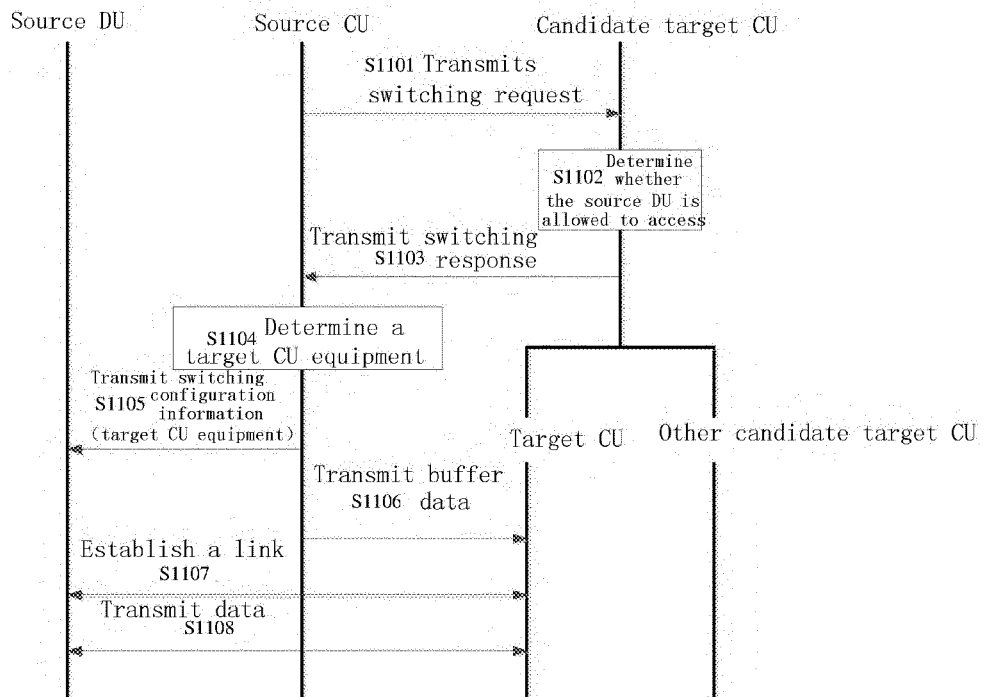 Source DU
Source CU
Candidate target CU
S1101 Transmits
switching request
Determine
S1102 whether
the source DU is
allowed to access
Transmit switching
S1103 response
S1104 Determine a
target CU equipment
Transmit switching
S1105 configuration
information
(target CU equipment)
Target CU
Other candidate target CU
Transmit buffer
S1106 data
Establish a link
S1107
Transmit data
S1108